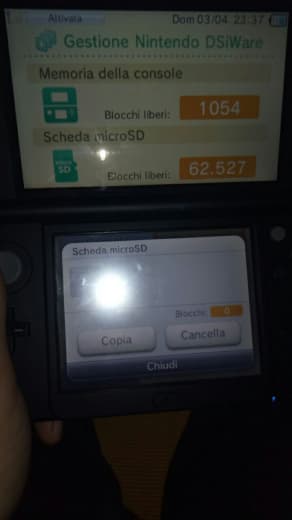 Attivata
Dom 03/04 23:37
Gestione Nintendo DSiWare
Memoria della console
Blocchi liberi: 1054
Scheda microSD
SD
Blocchi liberi: 62.527
Scheda microSD
Blocchi: 0
Copia
Cancella
Chiudi